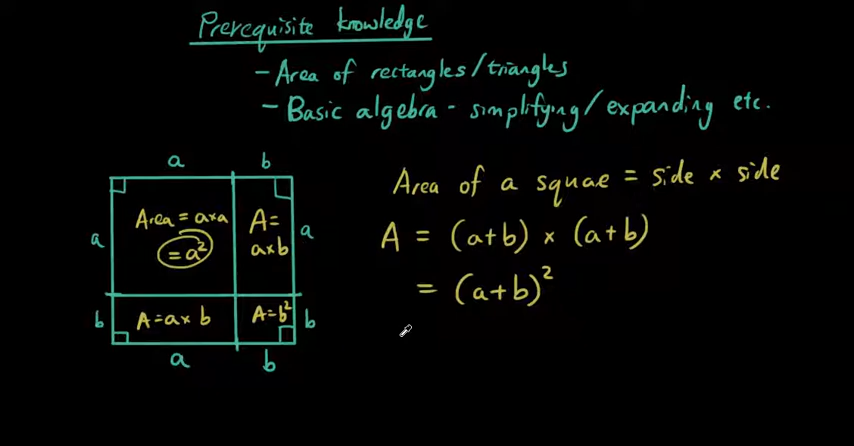 Prerequisite knowledge
- Area of rectangles/triangles
- Basic algebra - simplifying/expanding etc.
a b
Area = a×a
= a²
A=
a×b
a a
A=a× b
A=b²
b b
a b
Area of a squae = side × side
A = (a+b) × (a+b)
= (a+b)²